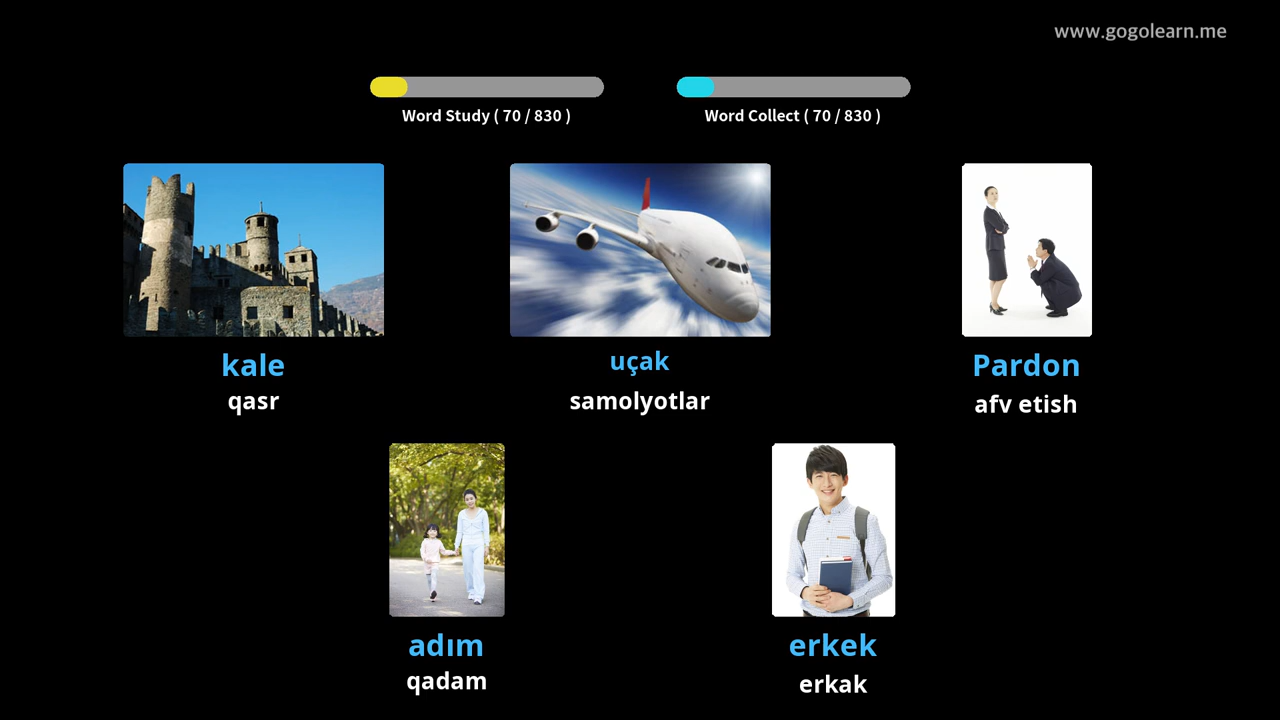 www.gogolearn.me
Word Study ( 70 / 830 )
Word Collect ( 70 / 830 )
kale
qasr
uçak
samolyotlar
Pardon
afv etish
adım
qadam
erkek
erkak